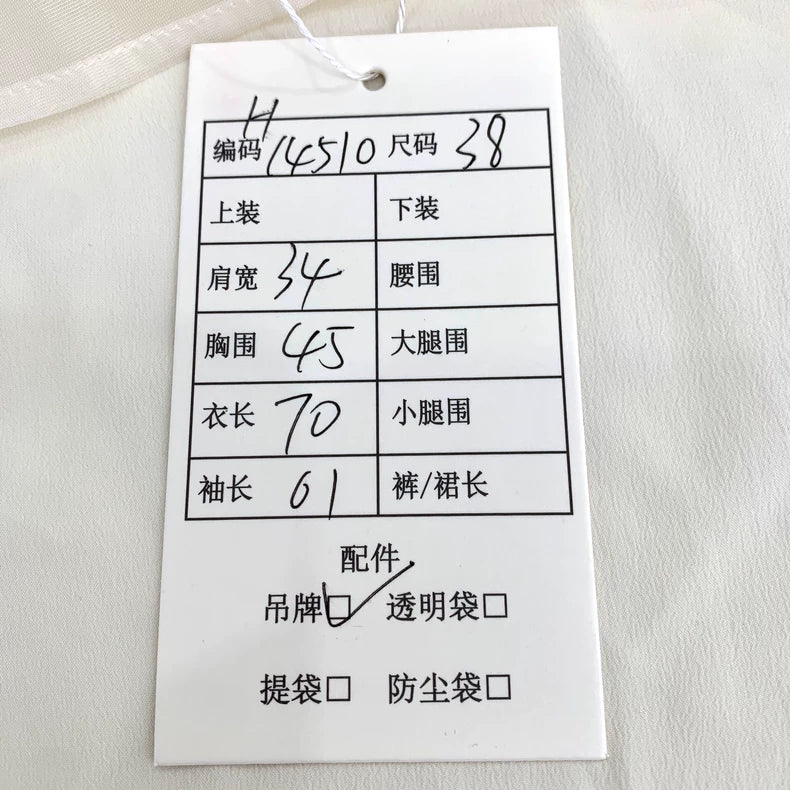 编码 H14510 尺码 38
上装 下装
肩宽 34 腰围
胸围 45 大腿围
衣长 70 小腿围
袖长 61 裤/裙长
配件
吊牌☑ 透明袋□
提袋□ 防尘袋□